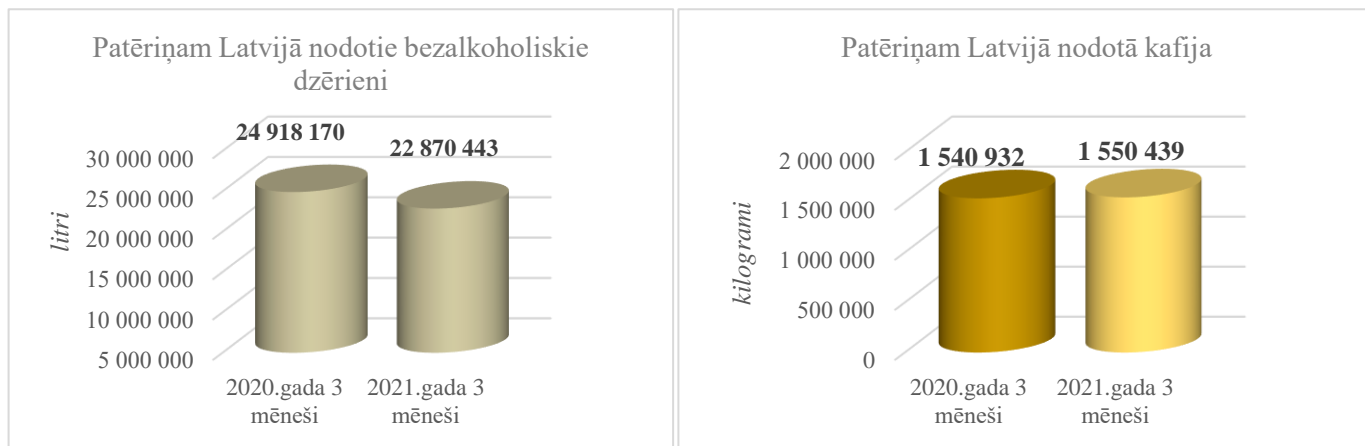 Patēriņam Latvijā nodotie bezalkoholiskie
dzērieni
24 918 170
22 870 443
30 000 000
25 000 000
20 000 000
15 000 000
10 000 000
5 000 000
litri
2020.gada 3
mēneši
2021.gada 3
mēneši
Patēriņam Latvijā nodotā kafija
1 540 932
1 550 439
2 000 000
1 500 000
1 000 000
500 000
0
kilogrami
2020.gada 3
mēneši
2021.gada 3
mēneši